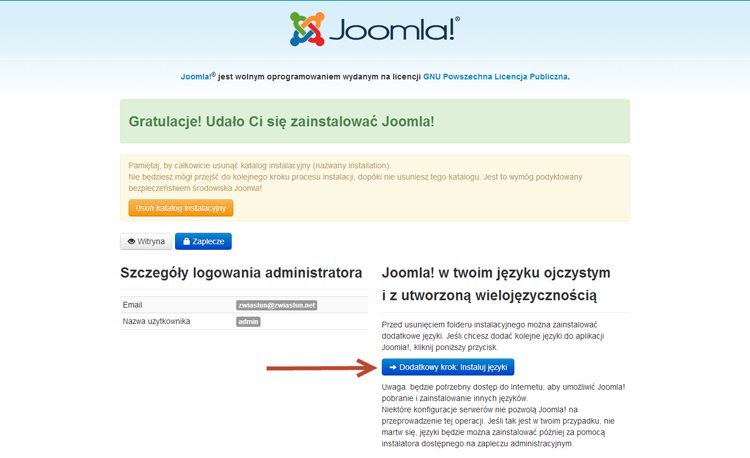 Joomla!®
Joomla!® jest wolnym oprogramowaniem wydanym na licencji GNU Powszechna Licencja Publiczna.
Gratulacje! Udało Ci się zainstalować Joomla!
Pamiętaj, by całkowicie usunąć katalog instalacyjny (nazwany installation).
Nie będziesz mógł przejść do kolejnego kroku procesu instalacji, dopóki nie usuniesz tego katalogu. Jest to wymóg podyktowany
bezpieczeństwem środowiska Joomla!
Usuń katalog instalacyjny
Witryna
Zaplecze
Szczegóły logowania administratora
Email zwiastun@zwiastun.net
Nazwa użytkownika admin
Joomla! w twoim języku ojczystym
i z utworzoną wielojęzycznością
Przed usunięciem folderu instalacyjnego można zainstalować
dodatkowe języki. Jeśli chcesz dodać kolejne języki do aplikacji
Joomla!, kliknij poniższy przycisk.
Dodatkowy krok: Instaluj języki
Uwaga: będzie potrzebny dostęp do Internetu, aby umożliwić Joomla!
pobranie i zainstalowanie innych języków.
Niektóre konfiguracje serwerów nie pozwolą Joomla! na
przeprowadzenie tej operacji. Jeśli tak jest w twoim przypadku, nie
martw się, języki będzie można zainstalować później za pomocą
instalatora dostępnego na zapleczu administracyjnym.